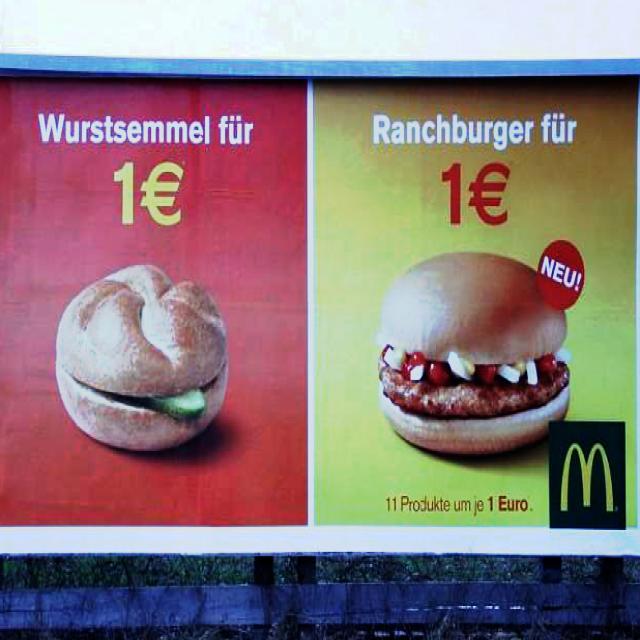 Wurstsemmel für
1€
Ranchburger für
1€
NEU!
11 Produkte um je 1 Euro.